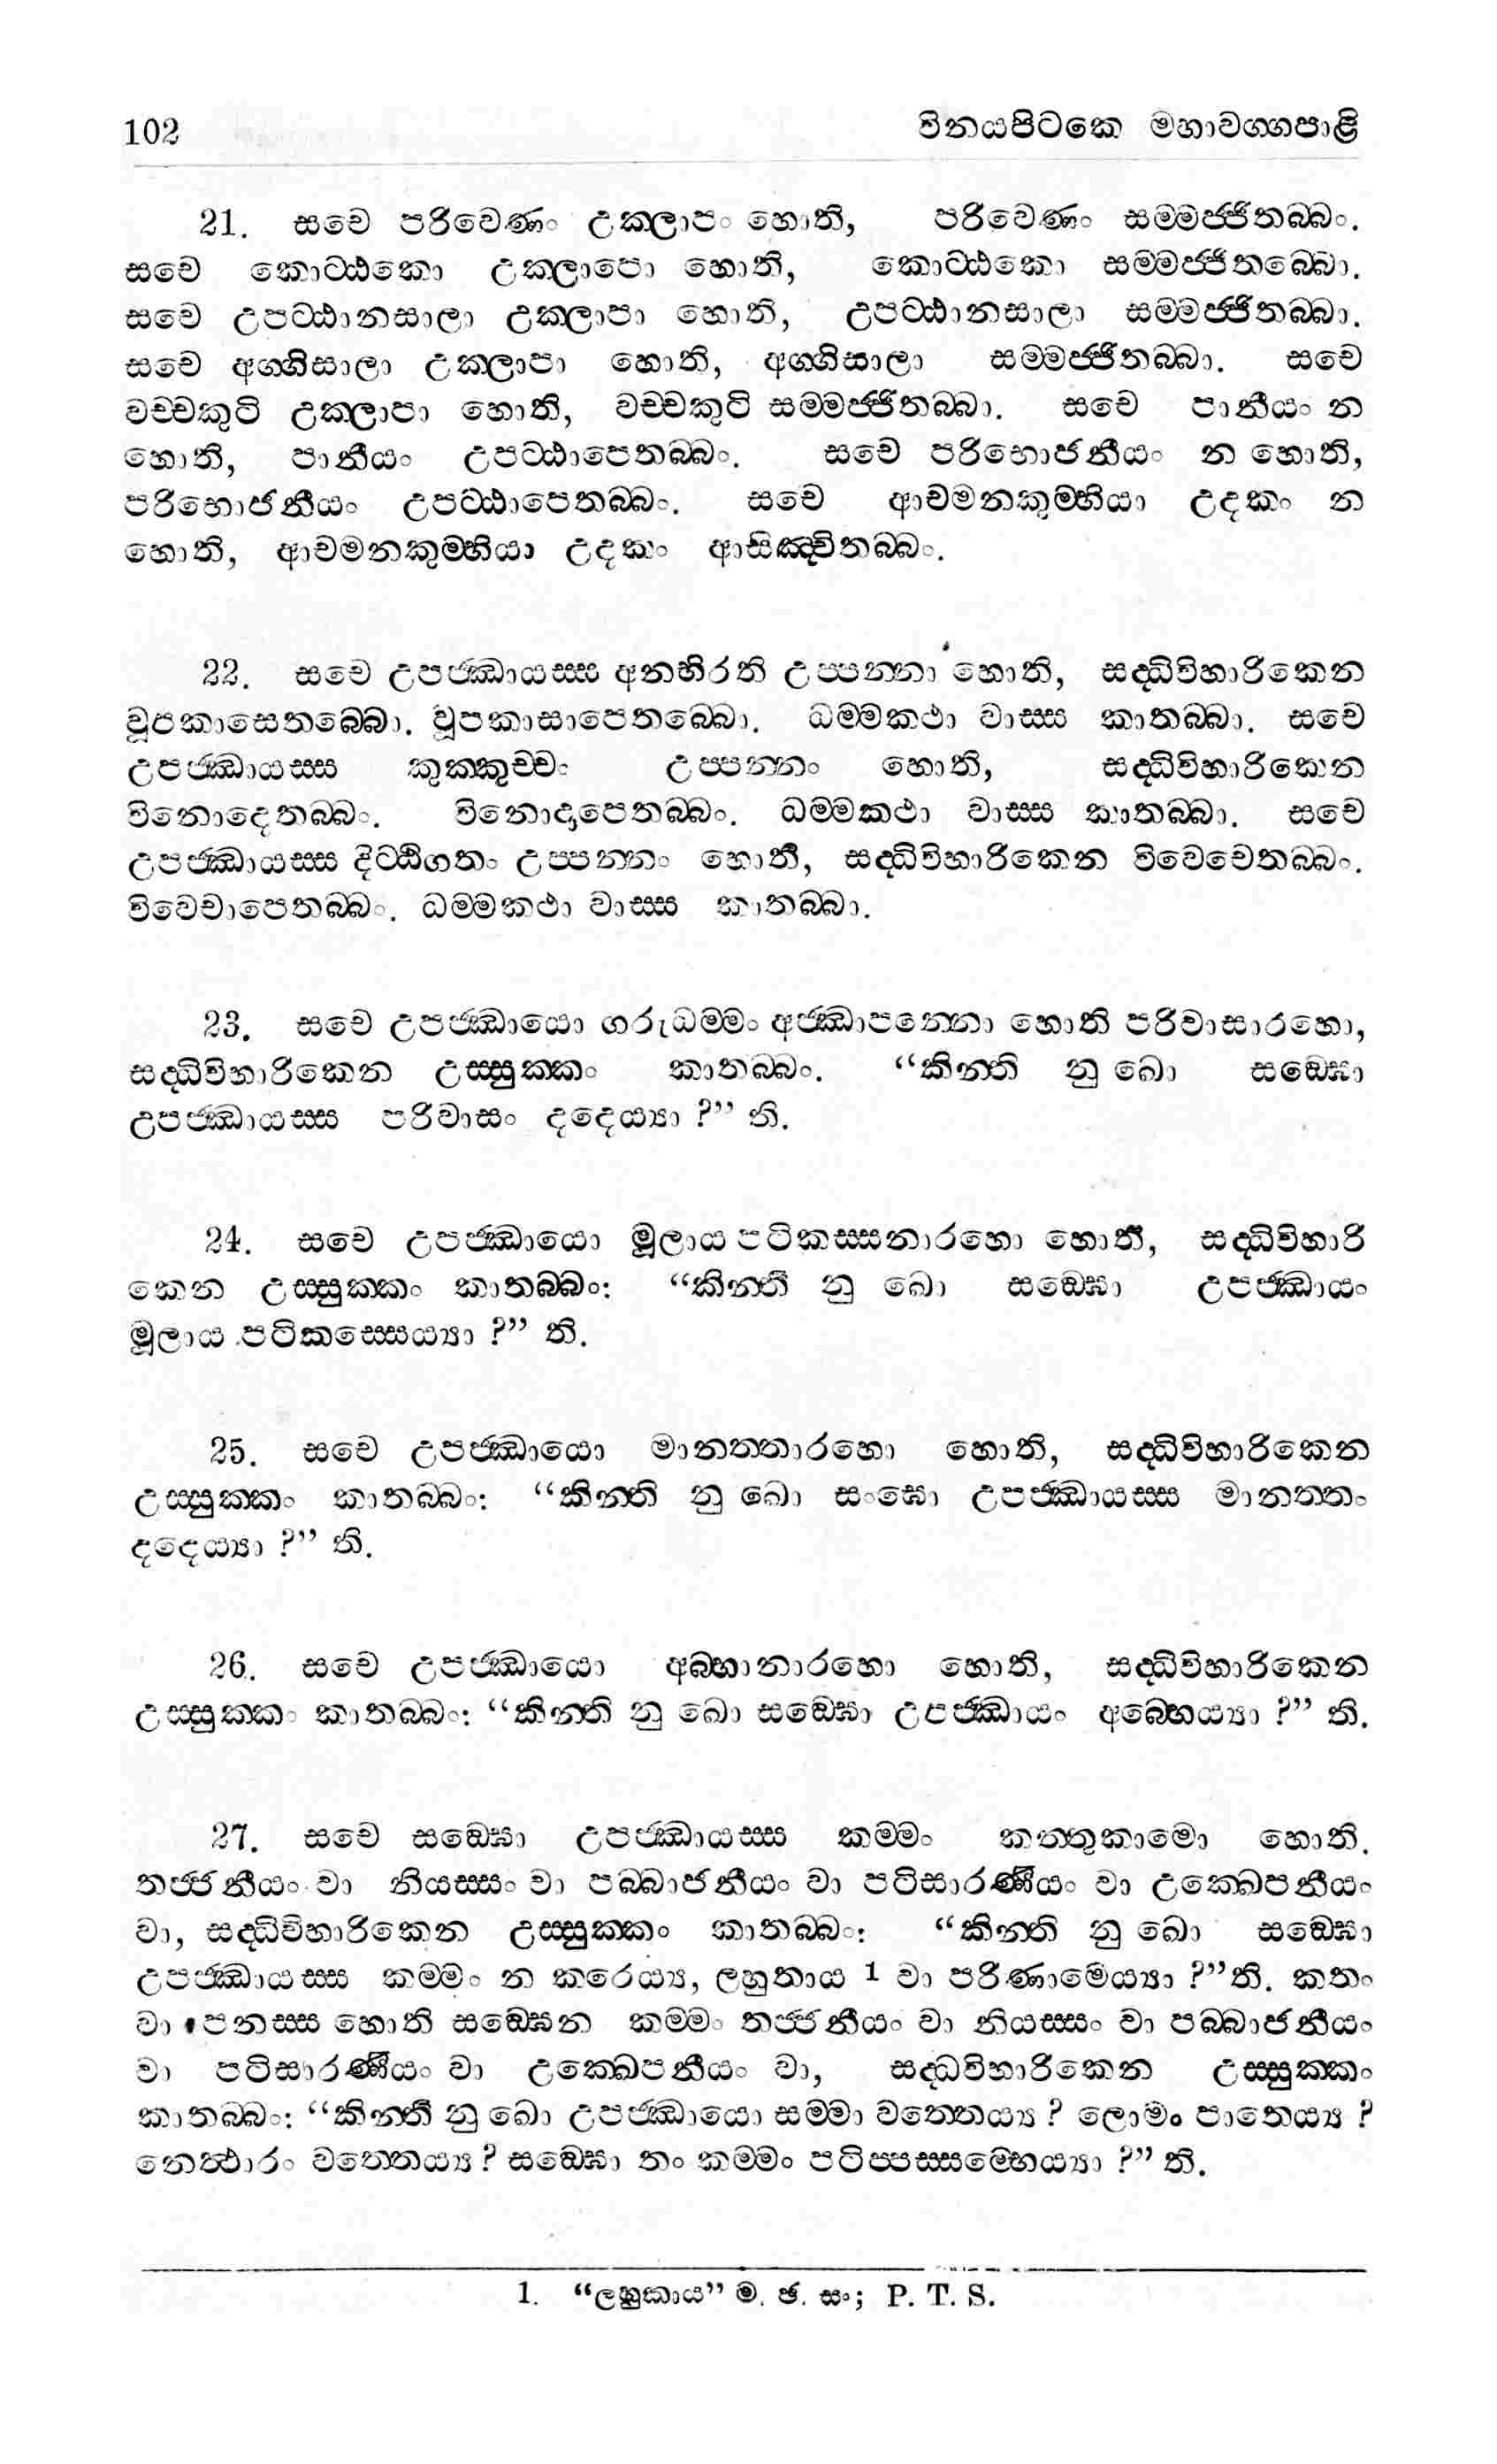 102 විනයපිටකෙ මහාවග්ගපාළි
21. සචෙ පරිවෙණං උක්ලාපං හොති, පරිවෙණං සම්මජ්ජිතබ්බං.
සචෙ කොට්ඨකො උක්ලාපො හොති, කොට්ඨකො සම්මජ්ජිතබ්බො.
සචෙ උපට්ඨානසාලා උක්ලාපා හොති, උපට්ඨානසාලා සම්මජ්ජිතබ්බා.
සචෙ අග්ගිසාලා උක්ලාපා හොති, අග්ගිසාලා සම්මජ්ජිතබ්බා. සචෙ
වච්චකුටි උක්ලාපා හොති, වච්චකුටි සම්මජ්ජිතබ්බා. සචෙ පානීයං න
හොති, පානීයං උපට්ඨාපෙතබ්බං. සචෙ පරිභොජනීයං න හොති,
පරිභොජනීයං උපට්ඨාපෙතබ්බං. සචෙ ආචමනකුම්භියා උදකං න
හොති, ආචමනකුම්භියා උදකං ආසිඤ්චිතබ්බං.
22. සචෙ උපජ්ඣායස්ස අනභිරති උප්පන්නා හොති, සද්ධිවිහාරිකෙන
වූපකාසෙතබ්බො. වූපකාසාපෙතබ්බො. ධම්මකථා වාස්ස කාතබ්බා. සචෙ
උපජ්ඣායස්ස කුක්කුච්චං උප්පන්නං හොති, සද්ධිවිහාරිකෙන
විනොදෙතබ්බං. විනොදාපෙතබ්බං. ධම්මකථා වාස්ස කාතබ්බා. සචෙ
උපජ්ඣායස්ස දිට්ඨිගතං උප්පන්නං හොති, සද්ධිවිහාරිකෙන විවෙචෙතබ්බං.
විවෙචාපෙතබ්බං. ධම්මකථා වාස්ස කාතබ්බා.
23. සචෙ උපජ්ඣායො ගරුධම්මං අජ්ඣාපන්නො හොති පරිවාසාරහො,
සද්ධිවිහාරිකෙන උස්සුක්කං කාතබ්බං. “කින්ති නු ඛො සඞ්ඝො
උපජ්ඣායස්ස පරිවාසං දදෙය්‍යා ?” ති.
24. සචෙ උපජ්ඣායො මූලාය පටිකස්සනාරහො හොති, සද්ධිවිහාරි
කෙන උස්සුක්කං කාතබ්බං: “කින්ති නු ඛො සඞ්ඝො උපජ්ඣායං
මූලාය පටිකස්සෙය්‍යා ?” ති.
25. සචෙ උපජ්ඣායො මානත්තාරහො හොති, සද්ධිවිහාරිකෙන
උස්සුක්කං කාතබ්බං: “කින්ති නු ඛො සංඝො උපජ්ඣායස්ස මානත්තං
දදෙය්‍යා ?” ති.
26. සචෙ උපජ්ඣායො අබ්භානාරහො හොති, සද්ධිවිහාරිකෙන
උස්සුක්කං කාතබ්බං: “කින්ති නු ඛො සඞ්ඝො උපජ්ඣායං අබ්භෙය්‍යා ?” ති.
27. සචෙ සඞ්ඝො උපජ්ඣායස්ස කම්මං කත්තුකාමො හොති.
තජ්ජනීයං වා නියස්සං වා පබ්බාජනීයං වා පටිසාරණීයං වා උක්ඛෙපනීයං
වා, සද්ධිවිහාරිකෙන උස්සුක්කං කාතබ්බං: “කින්ති නු ඛො සඞ්ඝො
උපජ්ඣායස්ස කම්මං න කරෙය්‍ය, ලහුතාය 1 වා පරිණාමෙය්‍යා ?”ති. කතං
වා පනස්ස හොති සඞ්ඝෙන කම්මං තජ්ජනීයං වා නියස්සං වා පබ්බාජනීයං
වා පටිසාරණීයං වා උක්ඛෙපනීයං වා, සද්ධවිහාරිකෙන උස්සුක්කං
කාතබ්බං: “කින්ති නු ඛො උපජ්ඣායො සම්මා වත්තෙය්‍ය ? ලොමං පාතෙය්‍ය ?
නෙත්ථාරං වත්තෙය්‍ය ? සඞ්ඝො තං කම්මං පටිප්පස්සම්භෙය්‍යා ?” ති.
1. “ලහුකාය” ම. ඡ. සං; P. T. S.